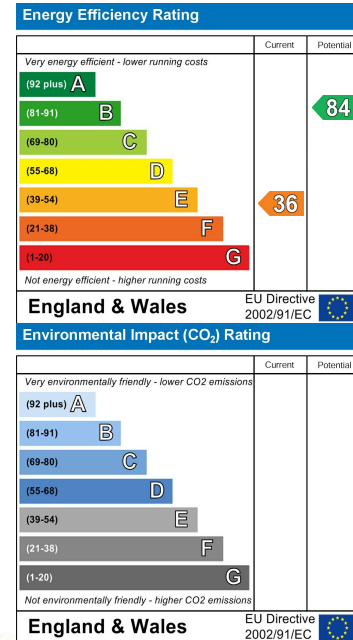 Energy Efficiency Rating
Current Potential
Very energy efficient - lower running costs
(92 plus) A
(81-91) B
84
(69-80) C
(55-68) D
(39-54) E
36
(21-38) F
(1-20) G
Not energy efficient - higher running costs
England & Wales
EU Directive
2002/91/EC
Environmental Impact (CO₂) Rating
Current Potential
Very environmentally friendly - lower CO2 emissions
(92 plus) A
(81-91) B
(69-80) C
(55-68) D
(39-54) E
(21-38) F
(1-20) G
Not environmentally friendly - higher CO2 emissions
England & Wales
EU Directive
2002/91/EC